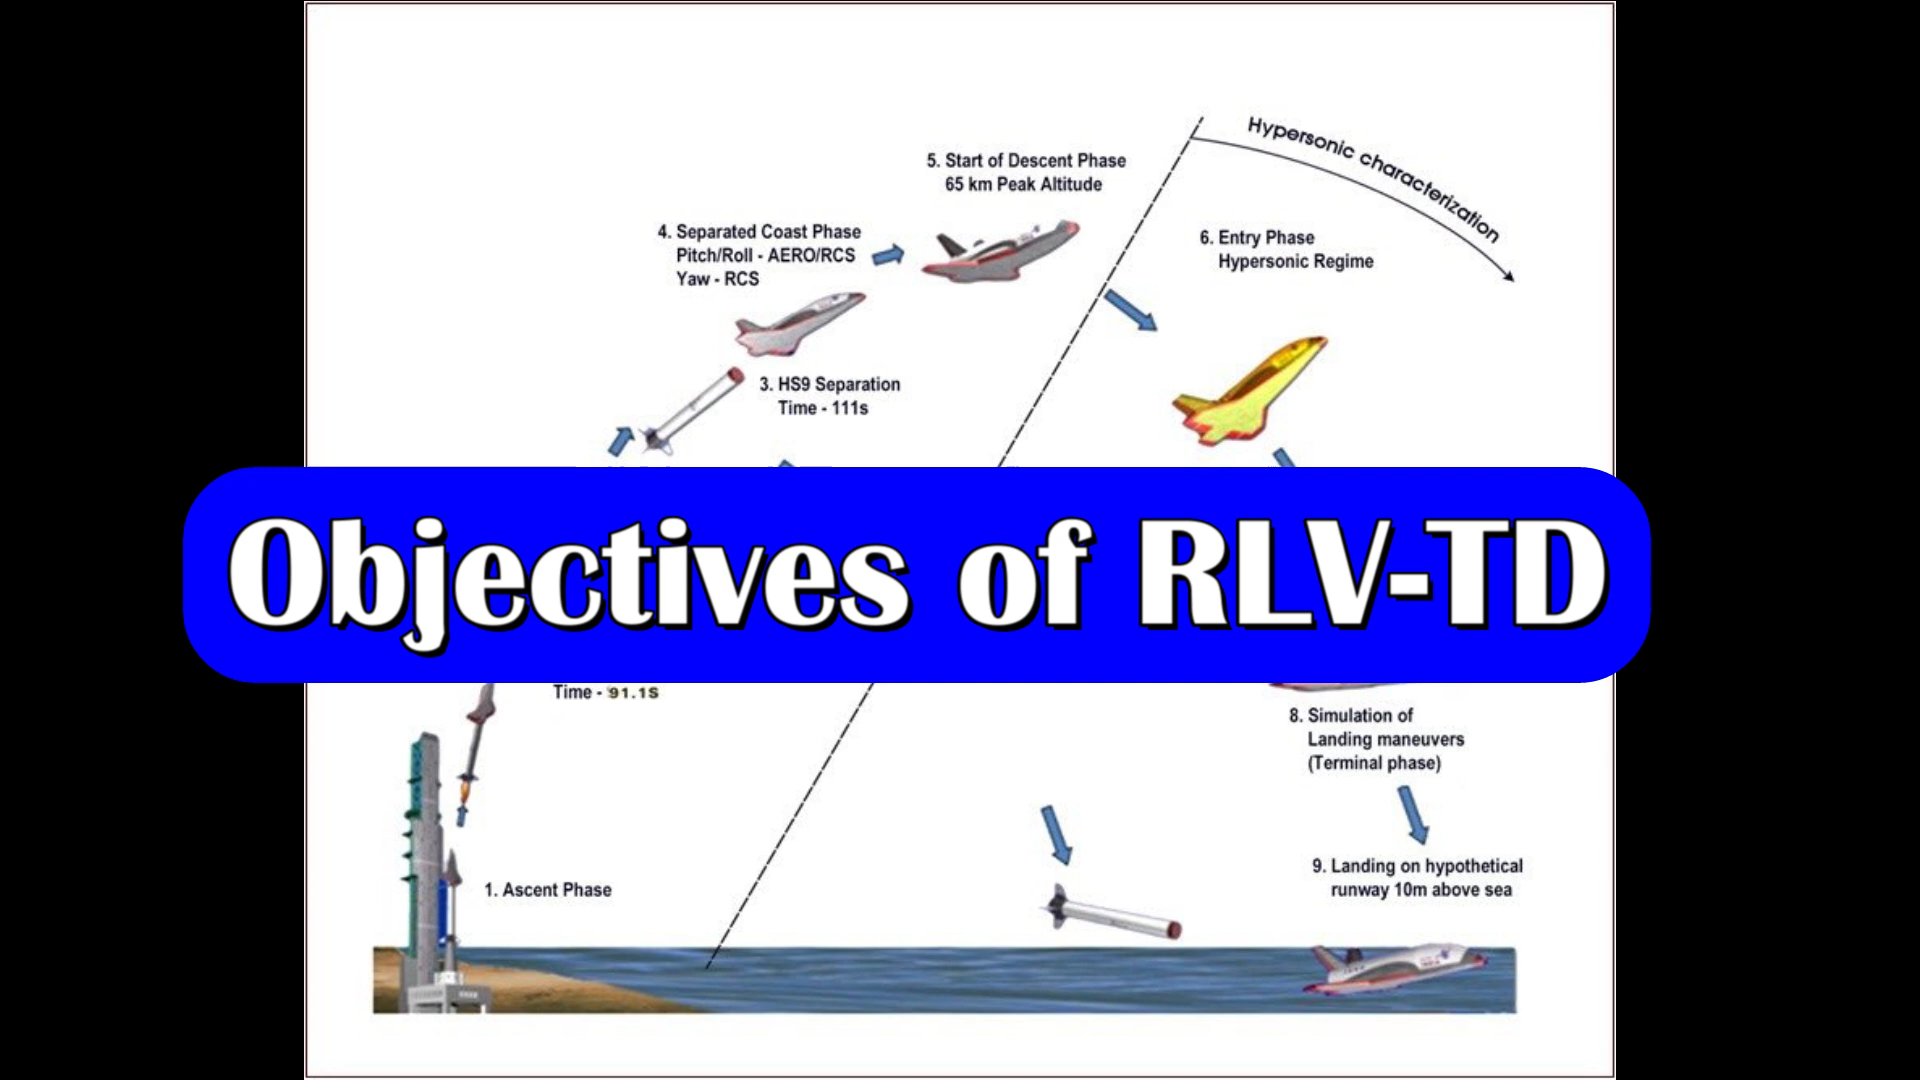 Hypersonic characterization
5. Start of Descent Phase
65 km Peak Altitude
4. Separated Coast Phase
Pitch/Roll - AERO/RCS
Yaw - RCS
6. Entry Phase
Hypersonic Regime
3. HS9 Separation
Time - 111s
Objectives of RLV-TD
Time - 91.1S
8. Simulation of
Landing maneuvers
(Terminal phase)
1. Ascent Phase
9. Landing on hypothetical
runway 10m above sea